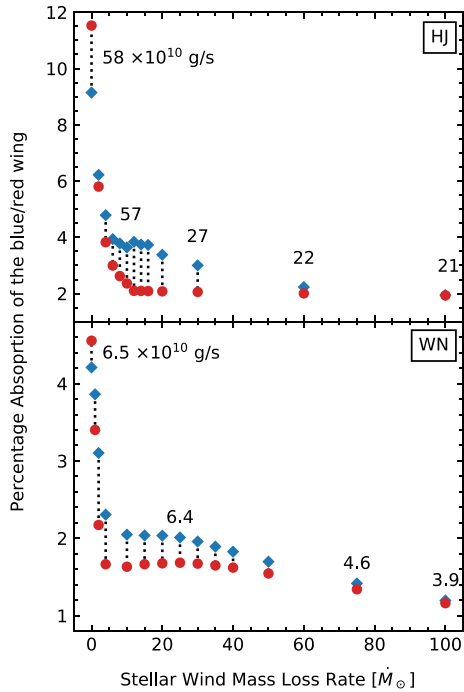 12
HJ
58 ×10¹⁰ g/s
10
8
6
57
27
4
22
21
2
WN
6.5 ×10¹⁰ g/s
4
3
6.4
2
4.6
3.9
1
0 20 40 60 80 100
Stellar Wind Mass Loss Rate [Ṁ☉]
Percentage Absoprtion of the blue/red wing